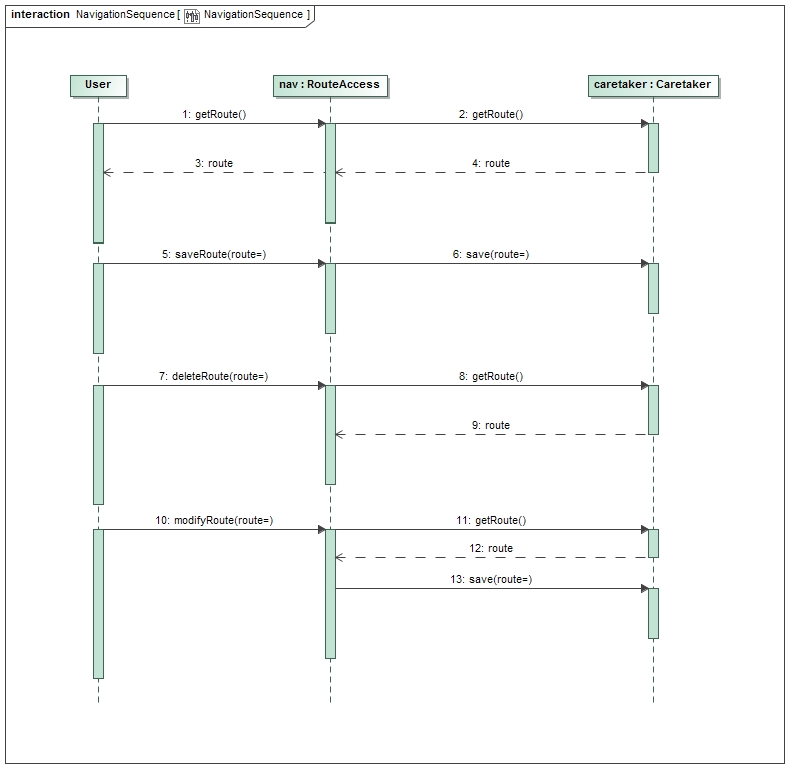 interaction NavigationSequence [ NavigationSequence ]
User
nav : RouteAccess
caretaker : Caretaker
1: getRoute()
2: getRoute()
3: route
4: route
5: saveRoute(route=)
6: save(route=)
7: deleteRoute(route=)
8: getRoute()
9: route
10: modifyRoute(route=)
11: getRoute()
12: route
13: save(route=)